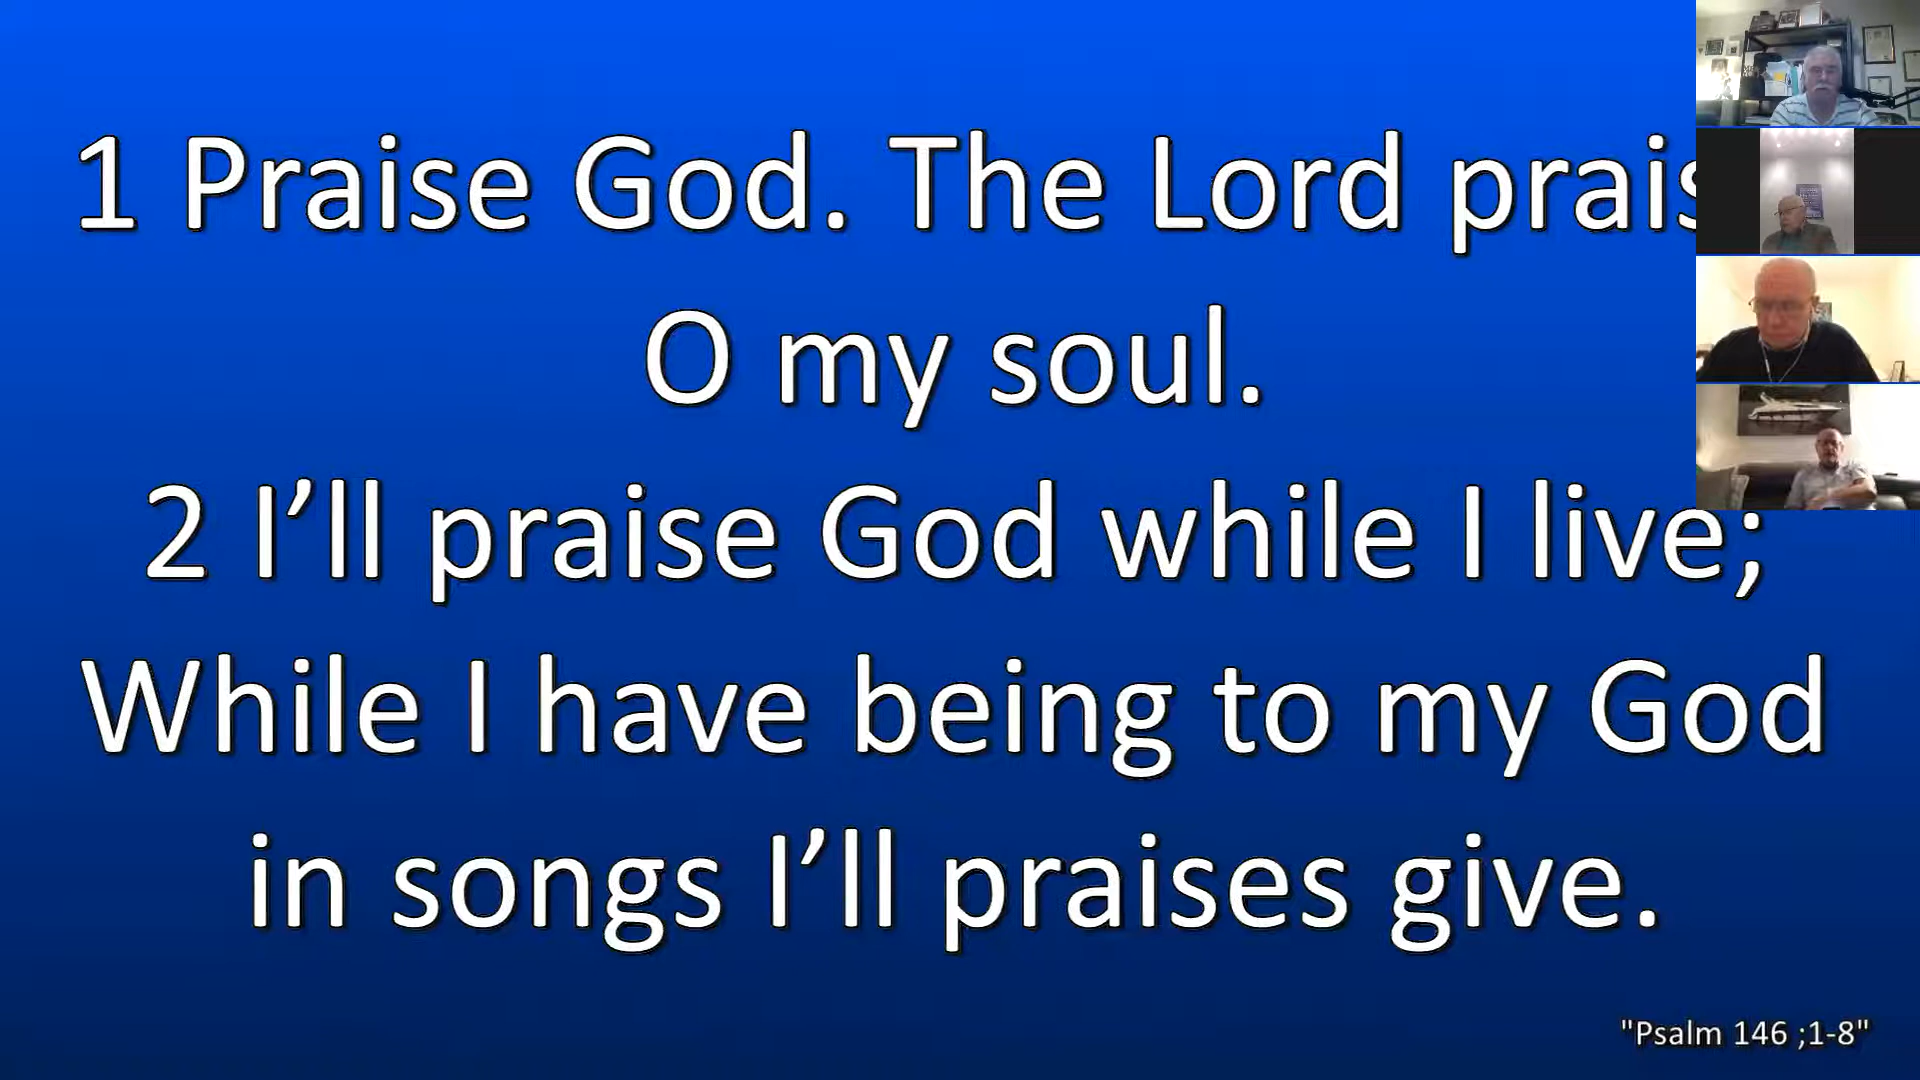 1 Praise God. The Lord prais
O my soul.
2 I’ll praise God while I live;
While I have being to my God
in songs I’ll praises give.
"Psalm 146 ;1-8"